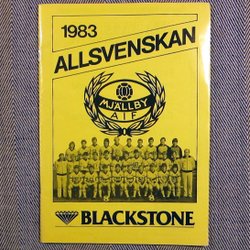 1983
ALLSVENSKAN
MJÄLLBY
AIF
BLACKSTONE